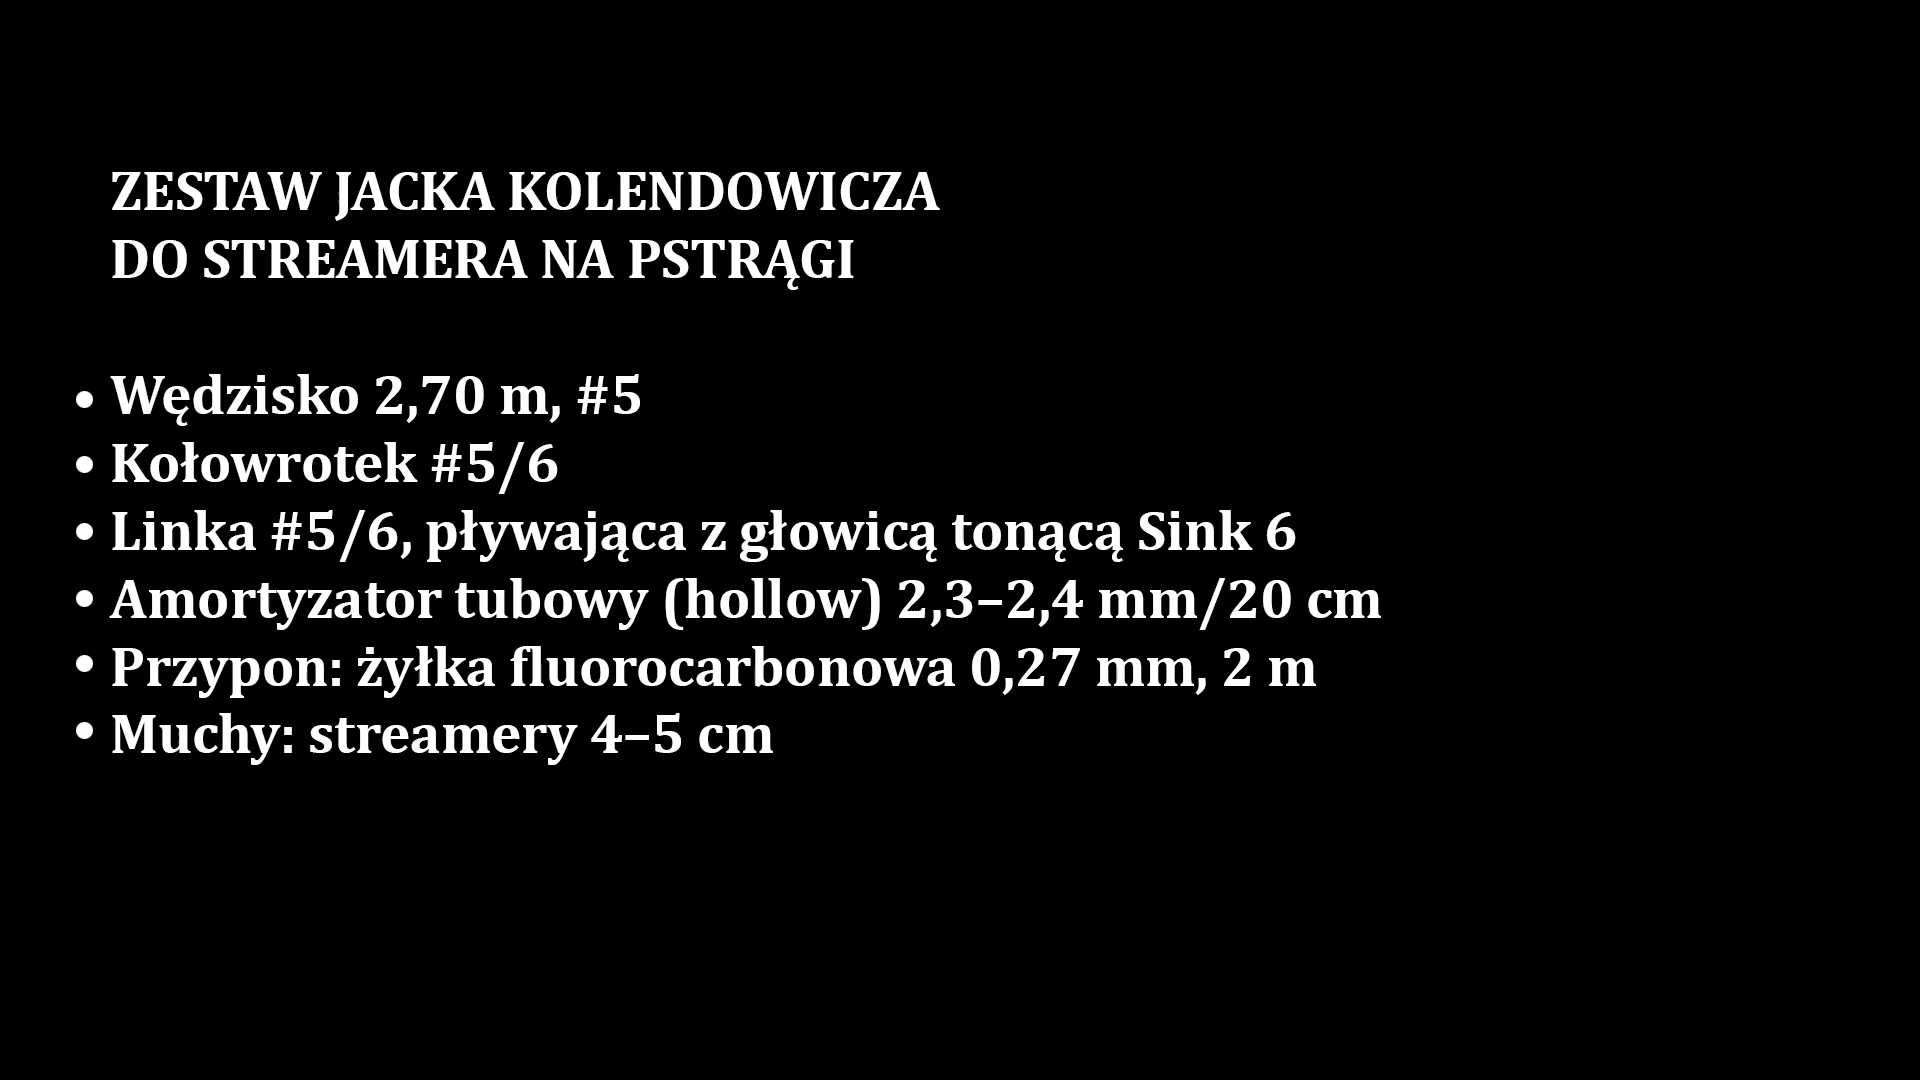 ZESTAW JACKA KOLENDOWICZA
DO STREAMERA NA PSTRĄGI
• Wędzisko 2,70 m, #5
• Kołowrotek #5/6
• Linka #5/6, pływająca z głowicą tonącą Sink 6
• Amortyzator tubowy (hollow) 2,3–2,4 mm/20 cm
• Przypon: żyłka fluorocarbonowa 0,27 mm, 2 m
• Muchy: streamery 4–5 cm